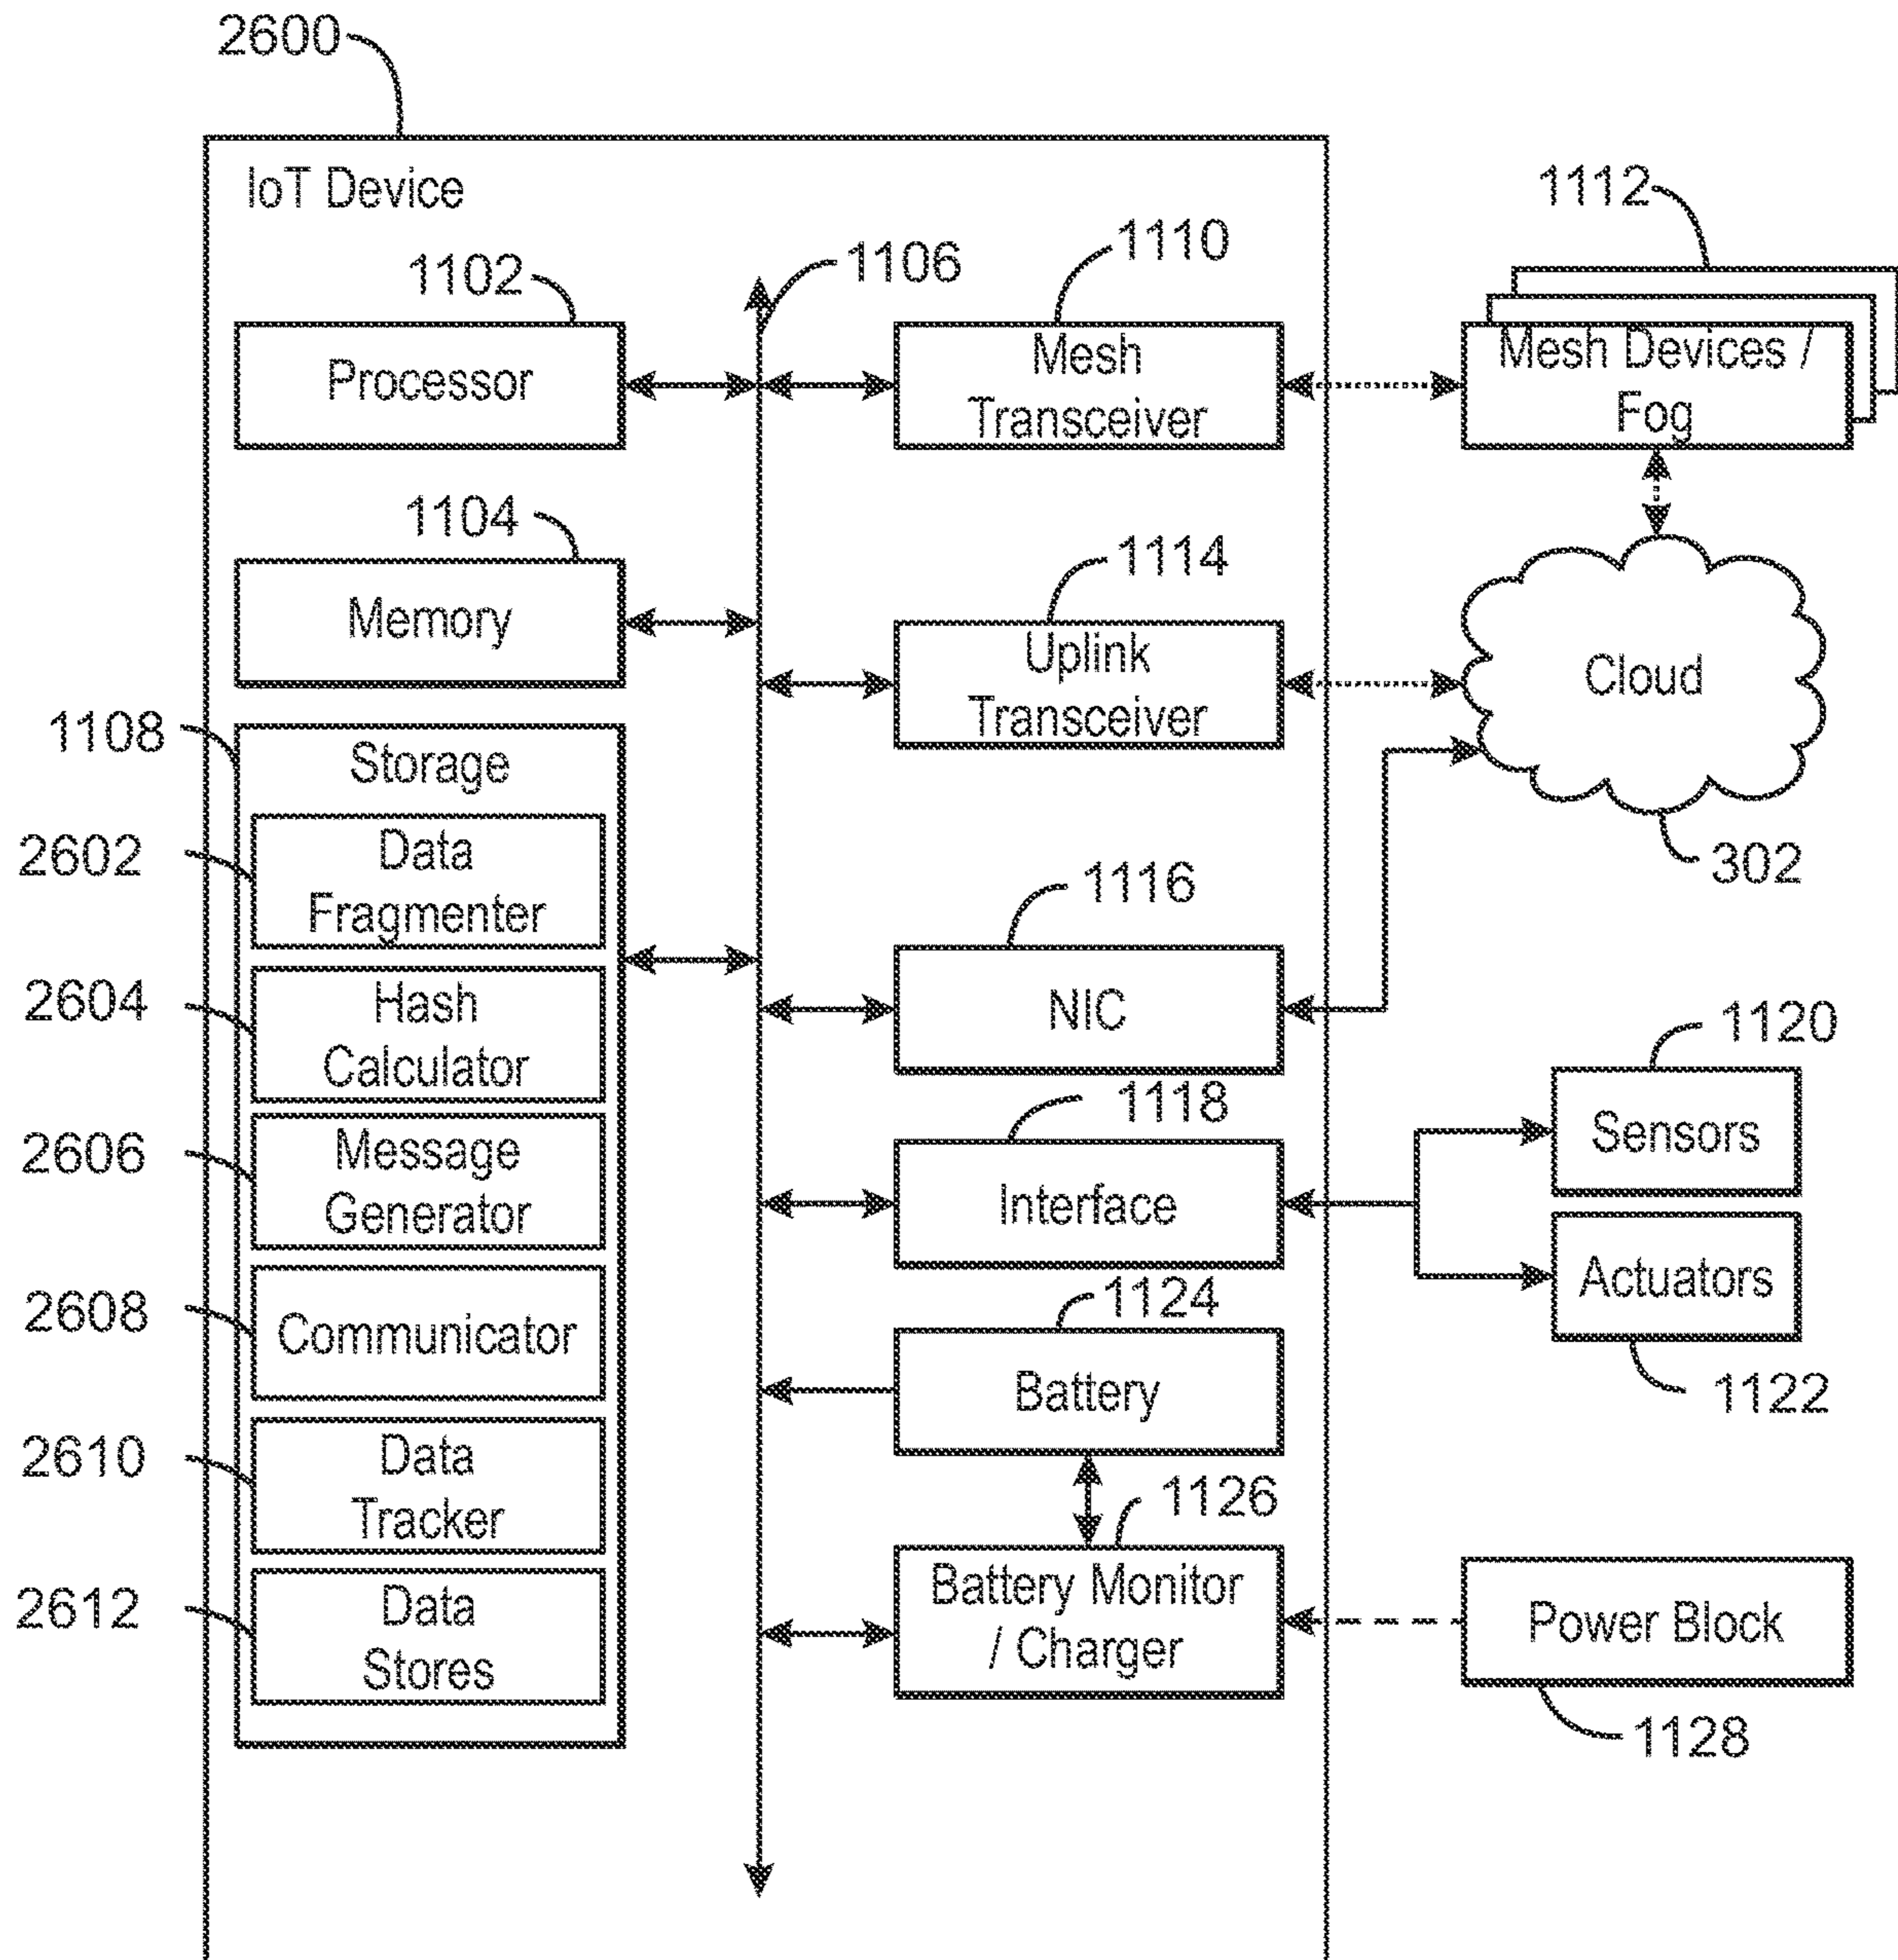 2600
IoT Device
1112
1110
1106
1102
Processor
Mesh
Transceiver
Mesh Devices /
Fog
1104
Memory
1114
Uplink
Transceiver
Cloud
302
1108
Storage
2602
Data
Fragmenter
2604
Hash
Calculator
2606
Message
Generator
2608
Communicator
2610
Data
Tracker
2612
Data
Stores
1116
NIC
1118
Interface
1120
Sensors
Actuators
1122
1124
Battery
1126
Battery Monitor
/ Charger
Power Block
1128